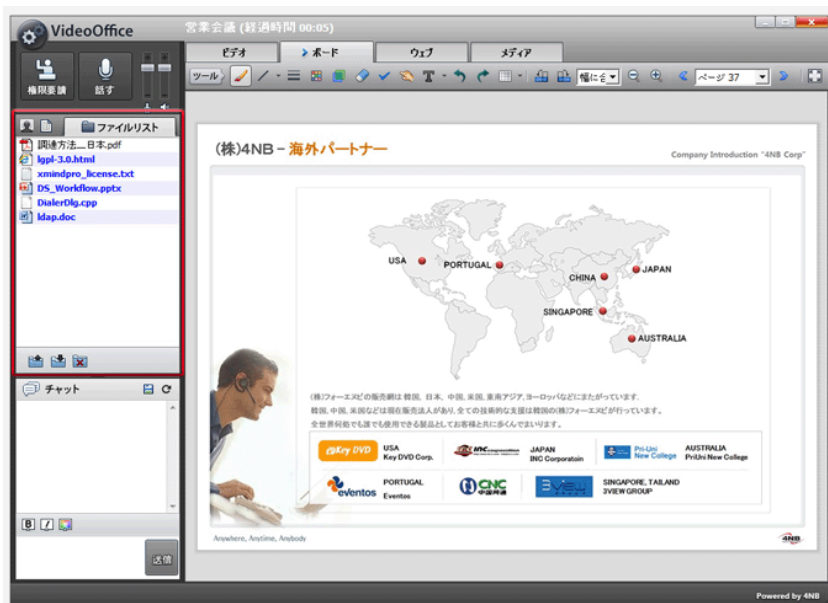 VideoOffice
営業会議 (経過時間 00:05)
ビデオ
ボード
ウェブ
メディア
権限要請
話す
ツール
ページ 37
ファイルリスト
調達方法_日本.pdf
lgpl-3.0.html
xmindpro_license.txt
DS_Workflow.pptx
DialerDlg.cpp
ldap.doc
チャット
B
送信
(株)4NB – 海外パートナー
Company Introduction "4NB Corp"
USA
PORTUGAL
CHINA
JAPAN
SINGAPORE
AUSTRALIA
(株)フォーエヌビの販売網は韓国, 日本, 中国, 米国, 東南アジア, ヨーロッパなどにまたがっています.
韓国, 中国, 米国などは現在販売法人があり, 全ての技術的な支援は韓国の(株)フォーエヌビが行っています。
全世界何処でも誰でも使用できる製品としてお客様と共に歩くんでまいります。
@Key DVD
USA
Key DVD Corp.
INC
JAPAN
INC Corporatoin
Pri-Uni
New College
AUSTRALIA
PriUni New College
eventos
PORTUGAL
Eventos
CNC
3VIEW
SINGAPORE, TAILAND
3VIEW GROUP
Anywhere, Anytime, Anybody
4NB
Powered by 4NB